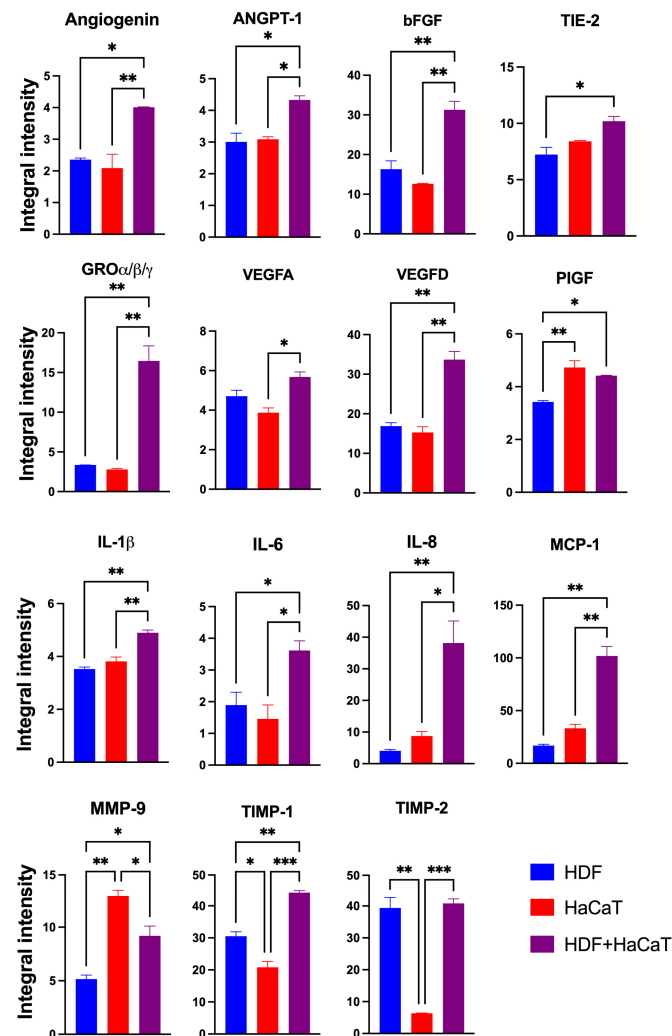 Angiogenin ANGPT-1 bFGF TIE-2
Integral intensity
* ** * * ** ** *
5 4 3 2 1 0
5 4 3 2 1 0
40 30 20 10 0
15 10 5 0
GROα/β/γ VEGFA VEGFD PIGF
Integral intensity
** ** * ** ** ** *
20 15 10 5 0
8 6 4 2 0
40 30 20 10 0
6 4 2 0
IL-1β IL-6 IL-8 MCP-1
Integral intensity
** ** * * ** * ** **
6 4 2 0
4 3 2 1 0
50 40 30 20 10 0
150 100 50 0
MMP-9 TIMP-1 TIMP-2
Integral intensity
* ** * ** * *** ** ***
15 10 5 0
50 40 30 20 10 0
50 40 30 20 10 0
HDF
HaCaT
HDF+HaCaT